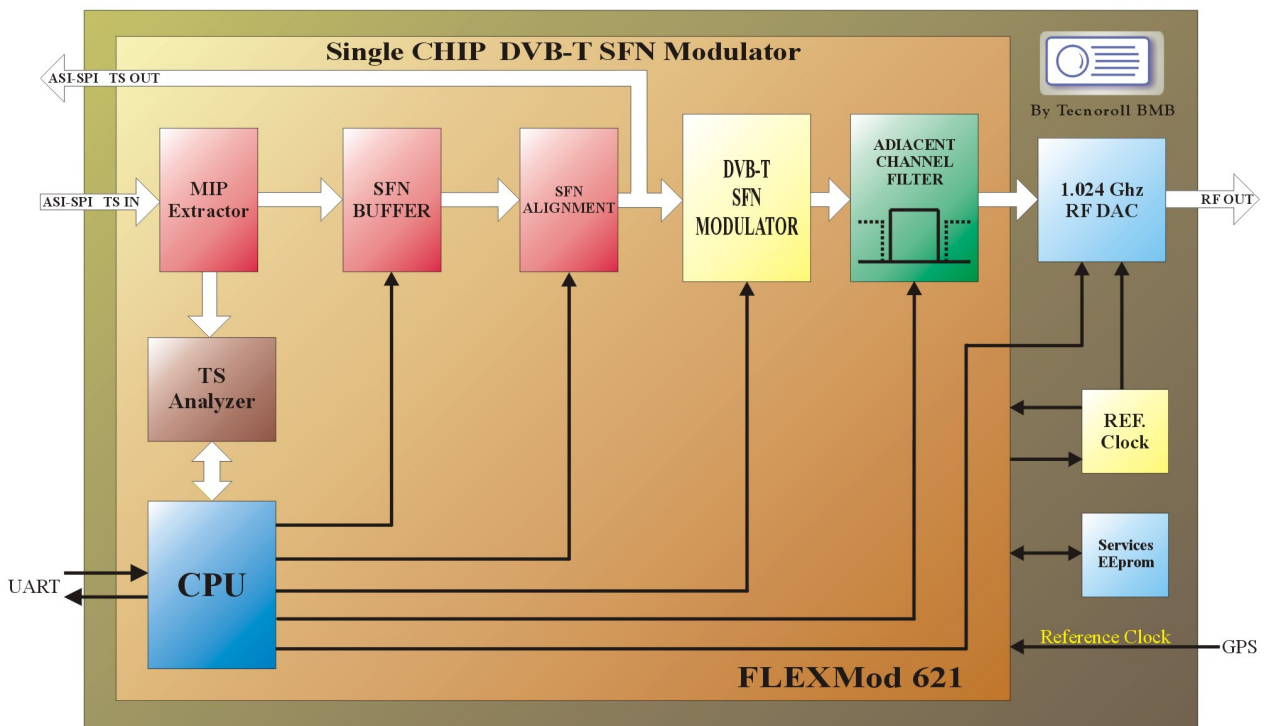 Single CHIP DVB-T SFN Modulator
ASI-SPI TS OUT
By Tecnoroll BMB
ASI-SPI TS IN
MIP
Extractor
SFN
BUFFER
SFN
ALIGNMENT
DVB-T
SFN
MODULATOR
ADIACENT
CHANNEL
FILTER
1.024 Ghz
RF DAC
RF OUT
TS
Analyzer
REF.
Clock
CPU
UART
Services
EEprom
Reference Clock
GPS
FLEXMod 621